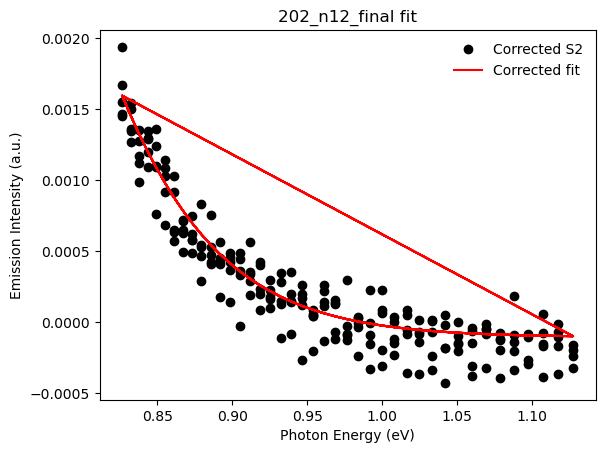 202_n12_final fit
Corrected S2
Corrected fit
Emission Intensity (a.u.)
0.0020
0.0015
0.0010
0.0005
0.0000
−0.0005
0.85 0.90 0.95 1.00 1.05 1.10
Photon Energy (eV)